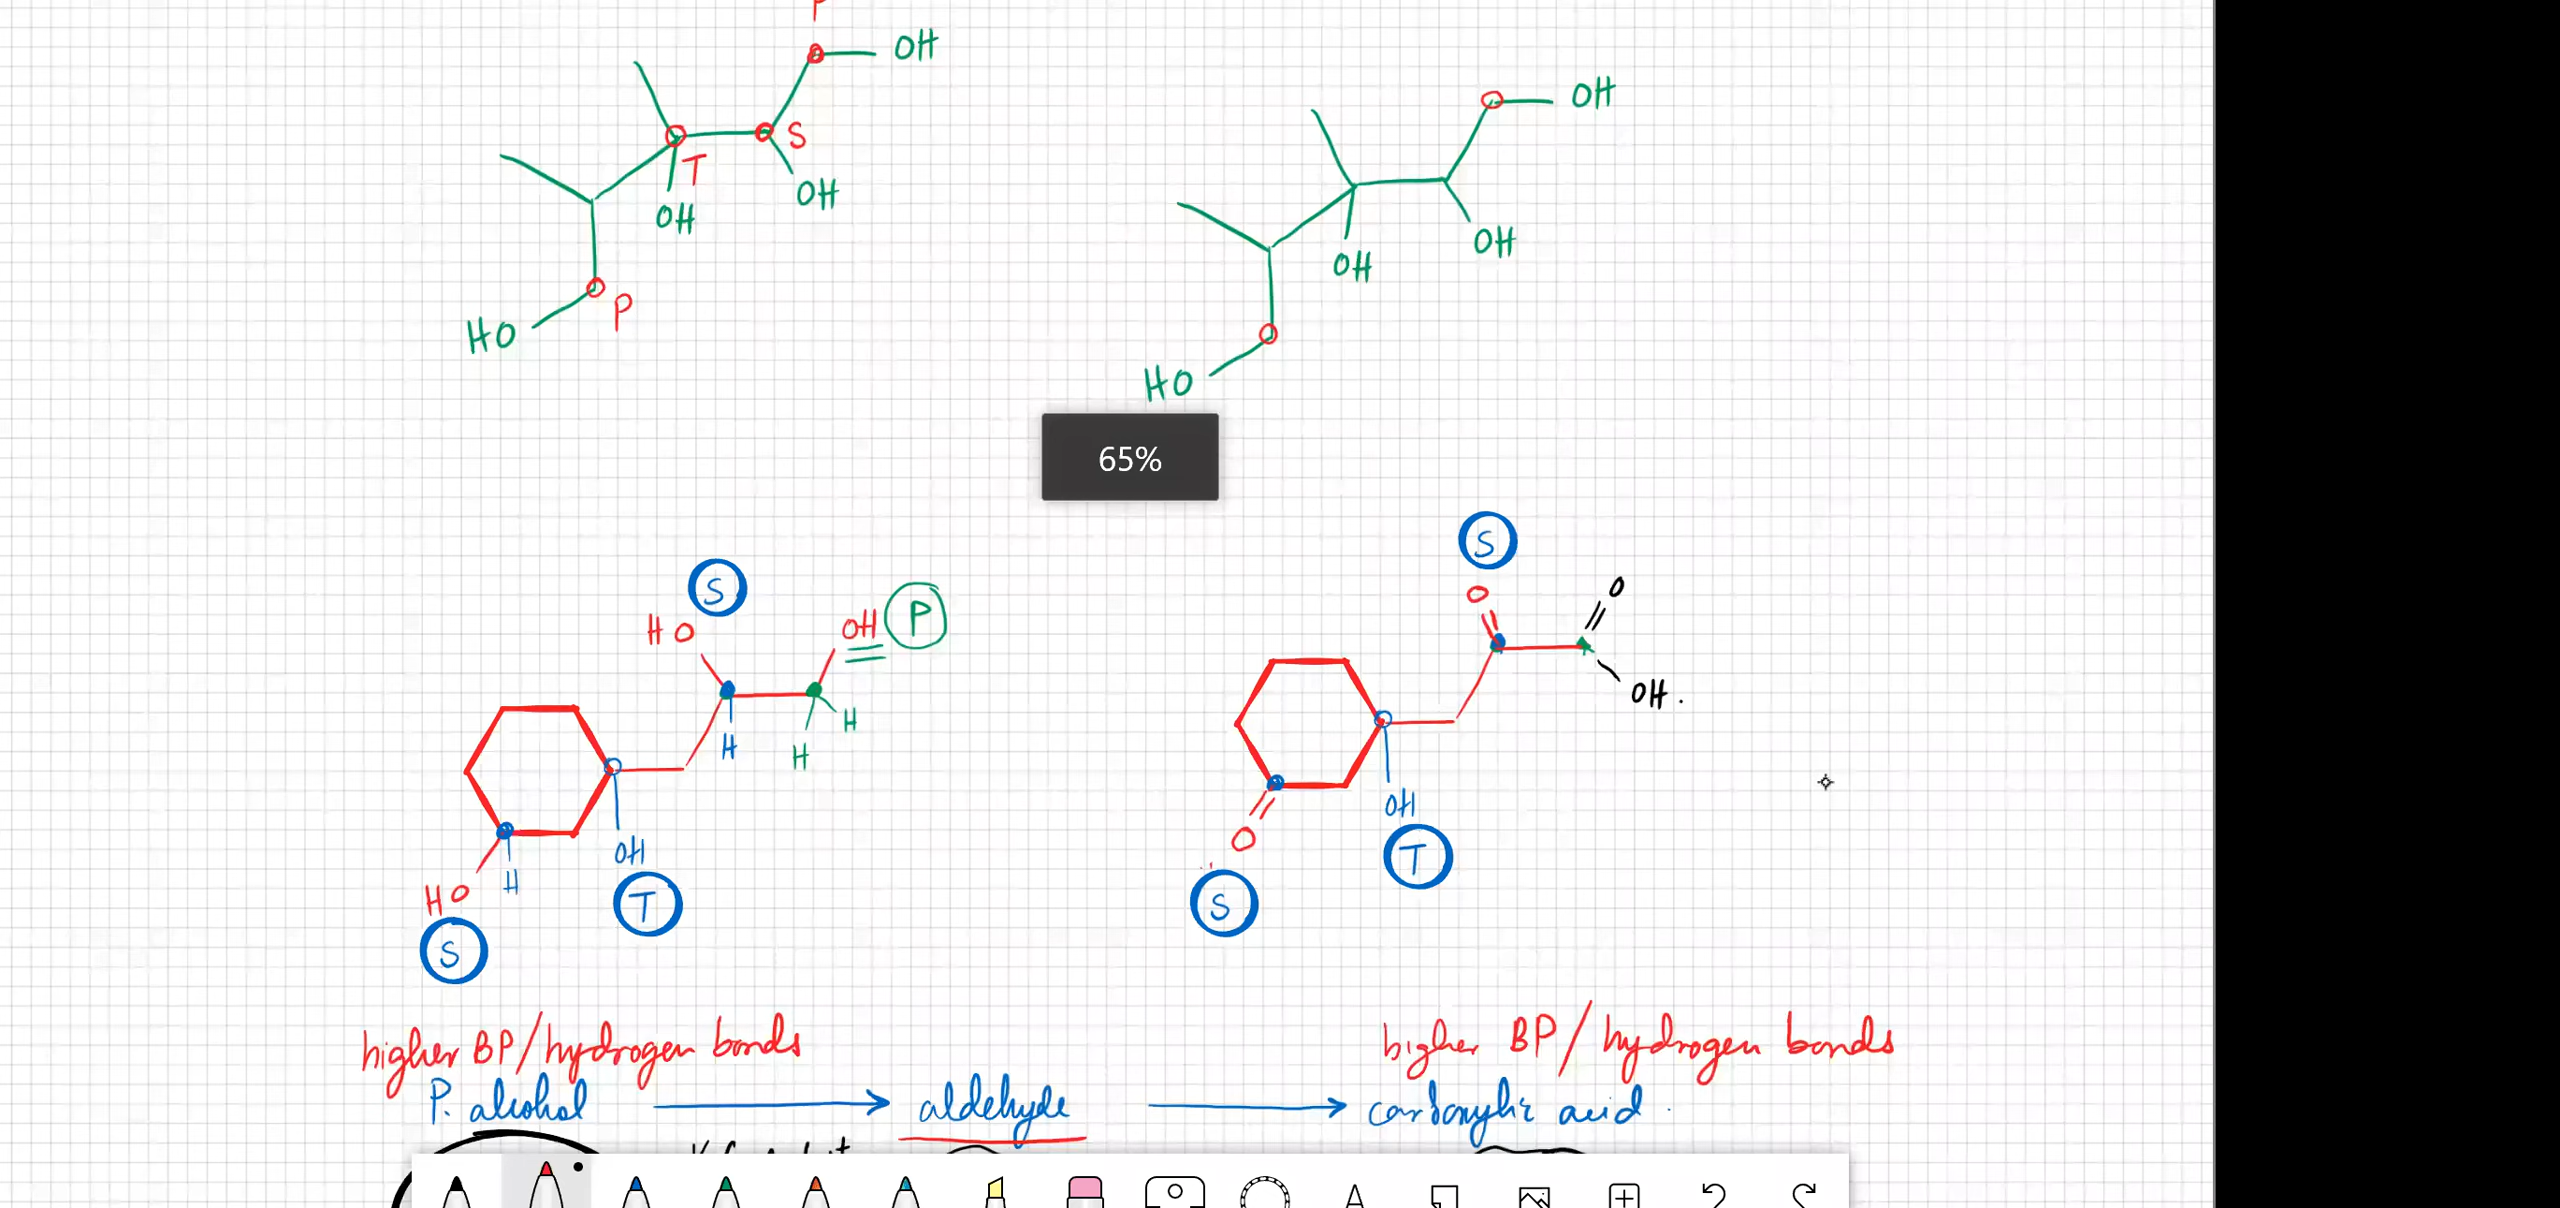 P
OH
S
T
OH
OH
P
HO
OH
OH
OH
HO
65%
S
HO
OH
P
H
H
H
OH
H
HO
T
S
S
O
O
OH.
OH
O
T
S
higher BP/hydrogen bonds
higher BP/hydrogen bonds
P. alcohol
aldehyde
carboxylic acid.